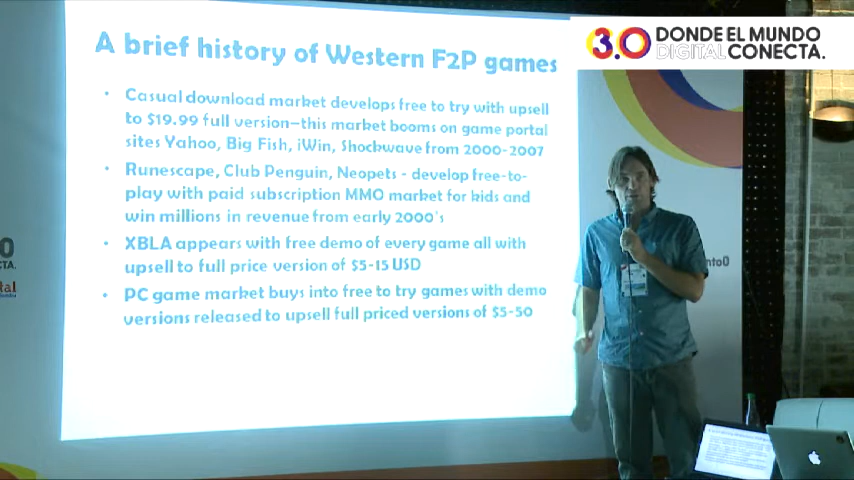 A brief history of Western F2P games
• Casual download market develops free to try with upsell
to $19.99 full version—this market booms on game portal
sites Yahoo, Big Fish, iWin, Shockwave from 2000-2007
• Runescape, Club Penguin, Neopets - develop free-to-
play with paid subscription MMO market for kids and
win millions in revenue from early 2000's
• XBLA appears with free demo of every game all with
upsell to full price version of $5-15 USD
• PC game market buys into free to try games with demo
versions released to upsell full priced versions of $5-50
3.0 DONDE EL MUNDO
DIGITAL CONECTA.